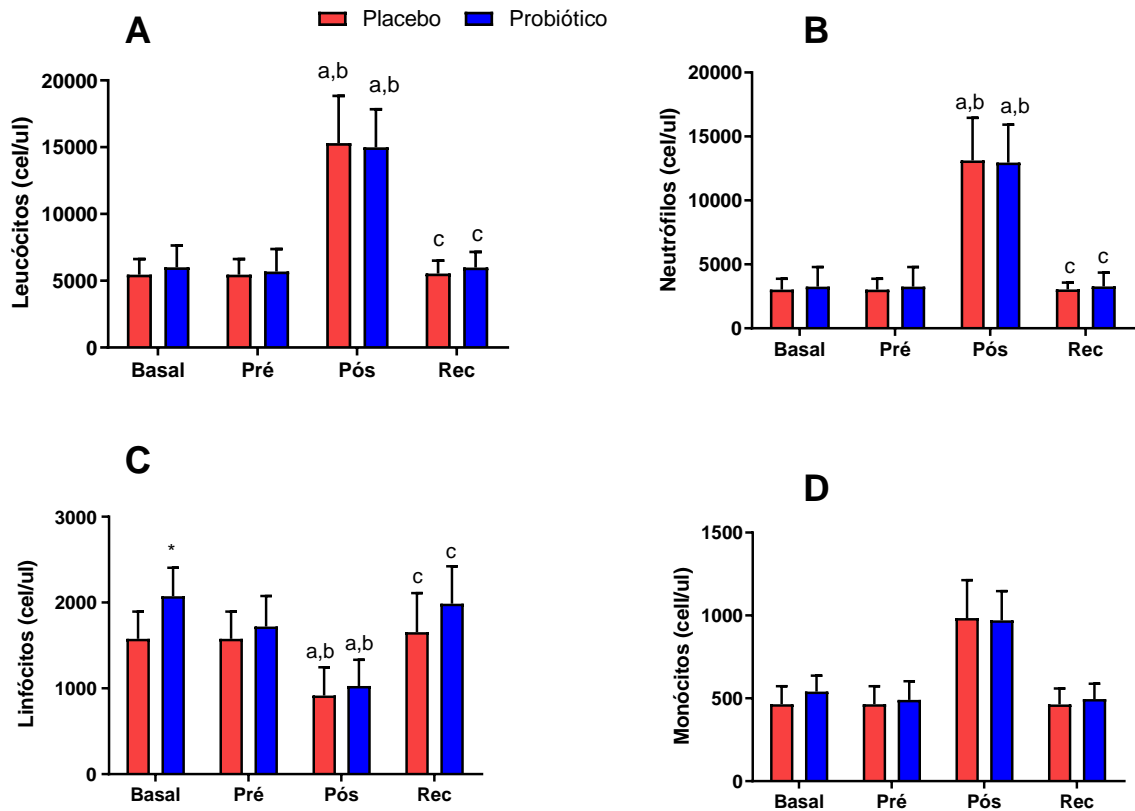 Placebo Probiótico
A
Leucócitos (cel/ul)
20000
15000
10000
5000
0
a,b a,b
c c
Basal Pré Pós Rec
B
Neutrófilos (cel/ul)
20000
15000
10000
5000
0
a,b a,b
c c
Basal Pré Pós Rec
C
Linfócitos (cel/ul)
3000
2000
1000
0
*
a,b a,b
c c
Basal Pré Pós Rec
D
Monócitos (cell/ul)
1500
1000
500
0
Basal Pré Pós Rec